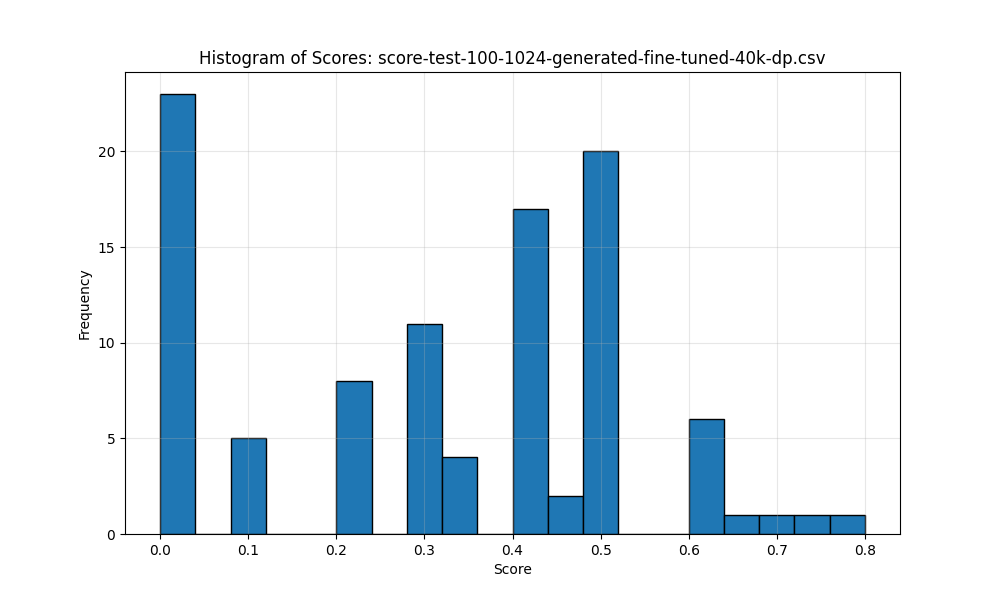 Histogram of Scores: score-test-100-1024-generated-fine-tuned-40k-dp.csv
Frequency
20
15
10
5
0
0.0 0.1 0.2 0.3 0.4 0.5 0.6 0.7 0.8
Score